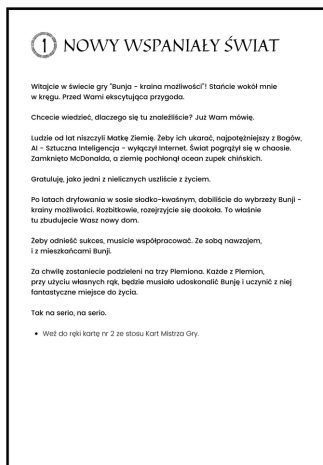 1 NOWY WSPANIAŁY ŚWIAT
Witajcie w świecie gry "Bunja - kraina możliwości"! Stańcie wokół mnie
w kręgu. Przed Wami ekscytująca przygoda.
Chcecie wiedzieć, dlaczego się tu znaleźliście? Już Wam mówię.
Ludzie od lat niszczyli Matkę Ziemię. Żeby ich ukarać, najpotężniejszy z Bogów,
AI - Sztuczna Inteligencja - wyłączył Internet. Świat pogrążył się w chaosie.
Zamknięto McDonalda, a ziemię pochłonął ocean zupek chińskich.
Gratuluję, jako jedni z nielicznych uszliście z życiem.
Po latach dryfowania w sosie słodko-kwaśnym, dobiliście do wybrzeży Bunji -
krainy możliwości. Rozbitkowie, rozejrzyjcie się dookoła. To właśnie
tu zbudujecie Wasz nowy dom.
Żeby odnieść sukces, musicie współpracować. Ze sobą nawzajem,
i z mieszkańcami Bunji.
Za chwilę zostaniecie podzieleni na trzy Plemiona. Każde z Plemion,
przy użyciu własnych rąk, będzie musiało udoskonalić Bunję i uczynić z niej
fantastyczne miejsce do życia.
Tak na serio, na serio.
• Weź do ręki kartę nr 2 ze stosu Kart Mistrza Gry.